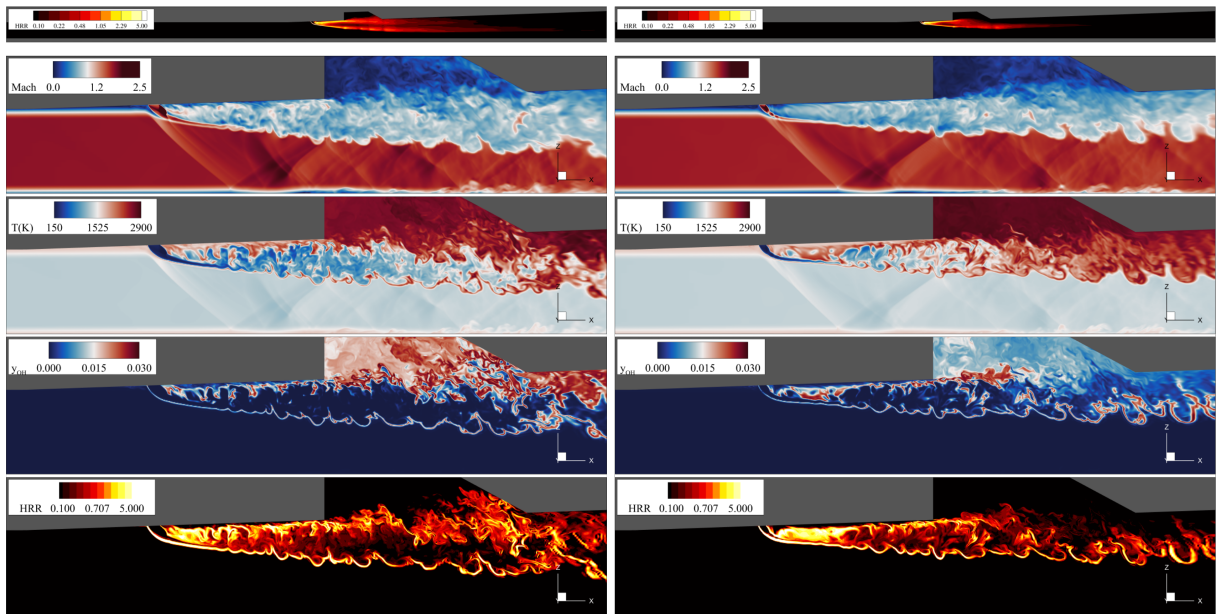 HRR 0.10 0.22 0.48 1.05 2.29 5.00
HRR 0.10 0.22 0.48 1.05 2.29 5.00
Mach 0.0 1.2 2.5
Z
X
Mach 0.0 1.2 2.5
Z
X
T(K) 150 1525 2900
Z
Y X
T(K) 150 1525 2900
Z
Y X
y_OH 0.000 0.015 0.030
Z
Y X
y_OH 0.000 0.015 0.030
Z
Y X
HRR 0.100 0.707 5.000
Z
Y X
HRR 0.100 0.707 5.000
Z
Y X